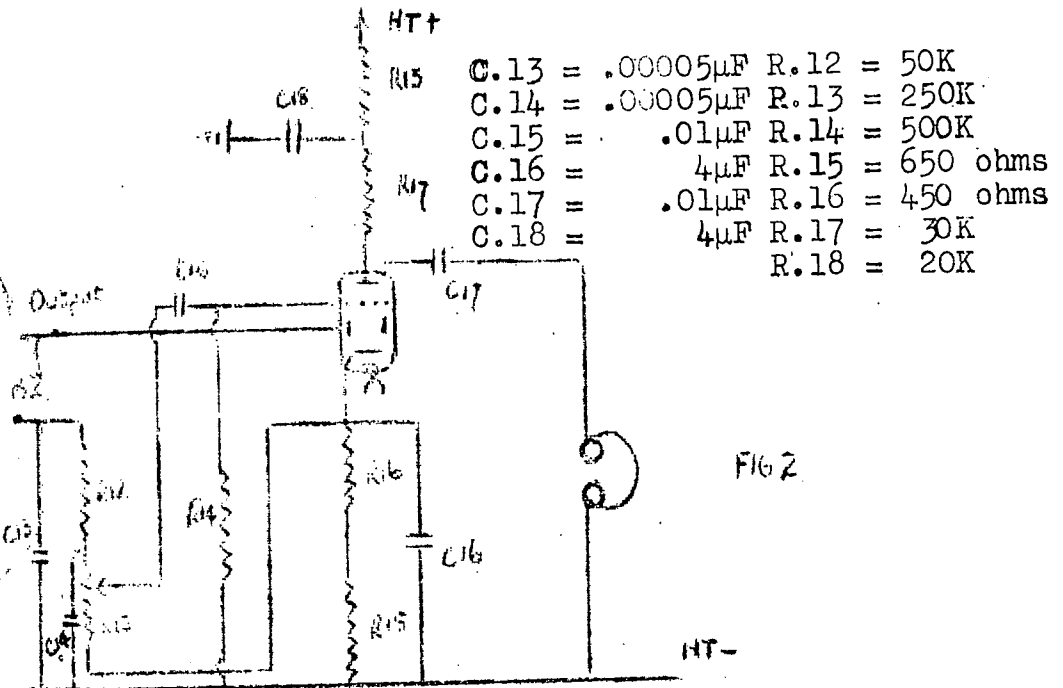 HT+
R15
C18
R17
C.13 = .00005µF R.12 = 50K
C.14 = .00005µF R.13 = 250K
C.15 = .01µF R.14 = 500K
C.16 = 4µF R.15 = 650 ohms
C.17 = .01µF R.16 = 450 ohms
C.18 = 4µF R.17 = 30K
R.18 = 20K
Output
C17
R16
R14
C16
R15
FIG 2
HT-